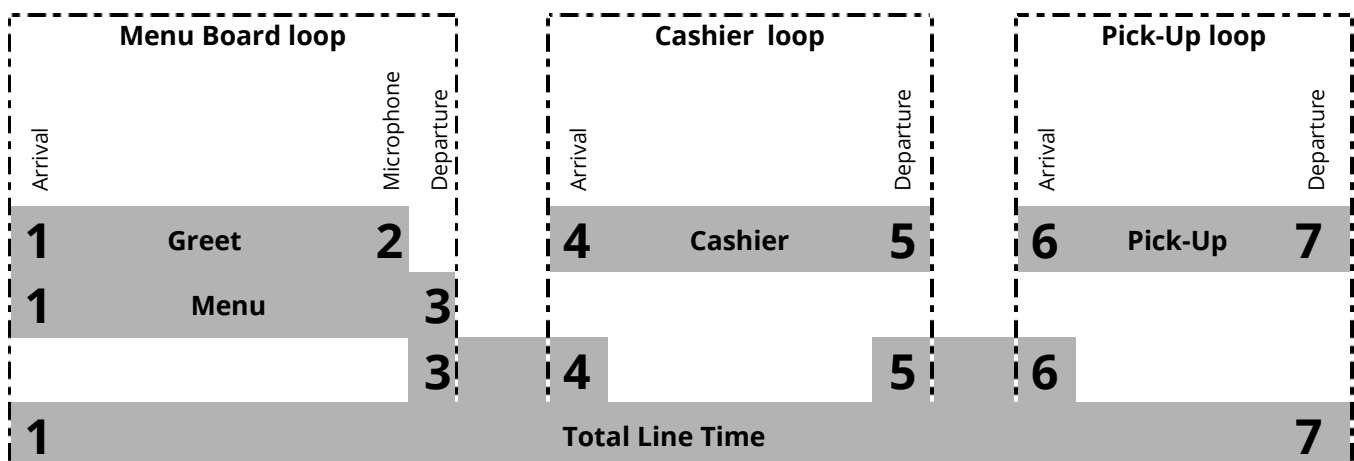 Menu Board loop Cashier loop Pick-Up loop
Arrival Microphone Departure Arrival Departure Arrival Departure
1 Greet 2 4 Cashier 5 6 Pick-Up 7
1 Menu 3
3 4 5 6
1 Total Line Time 7